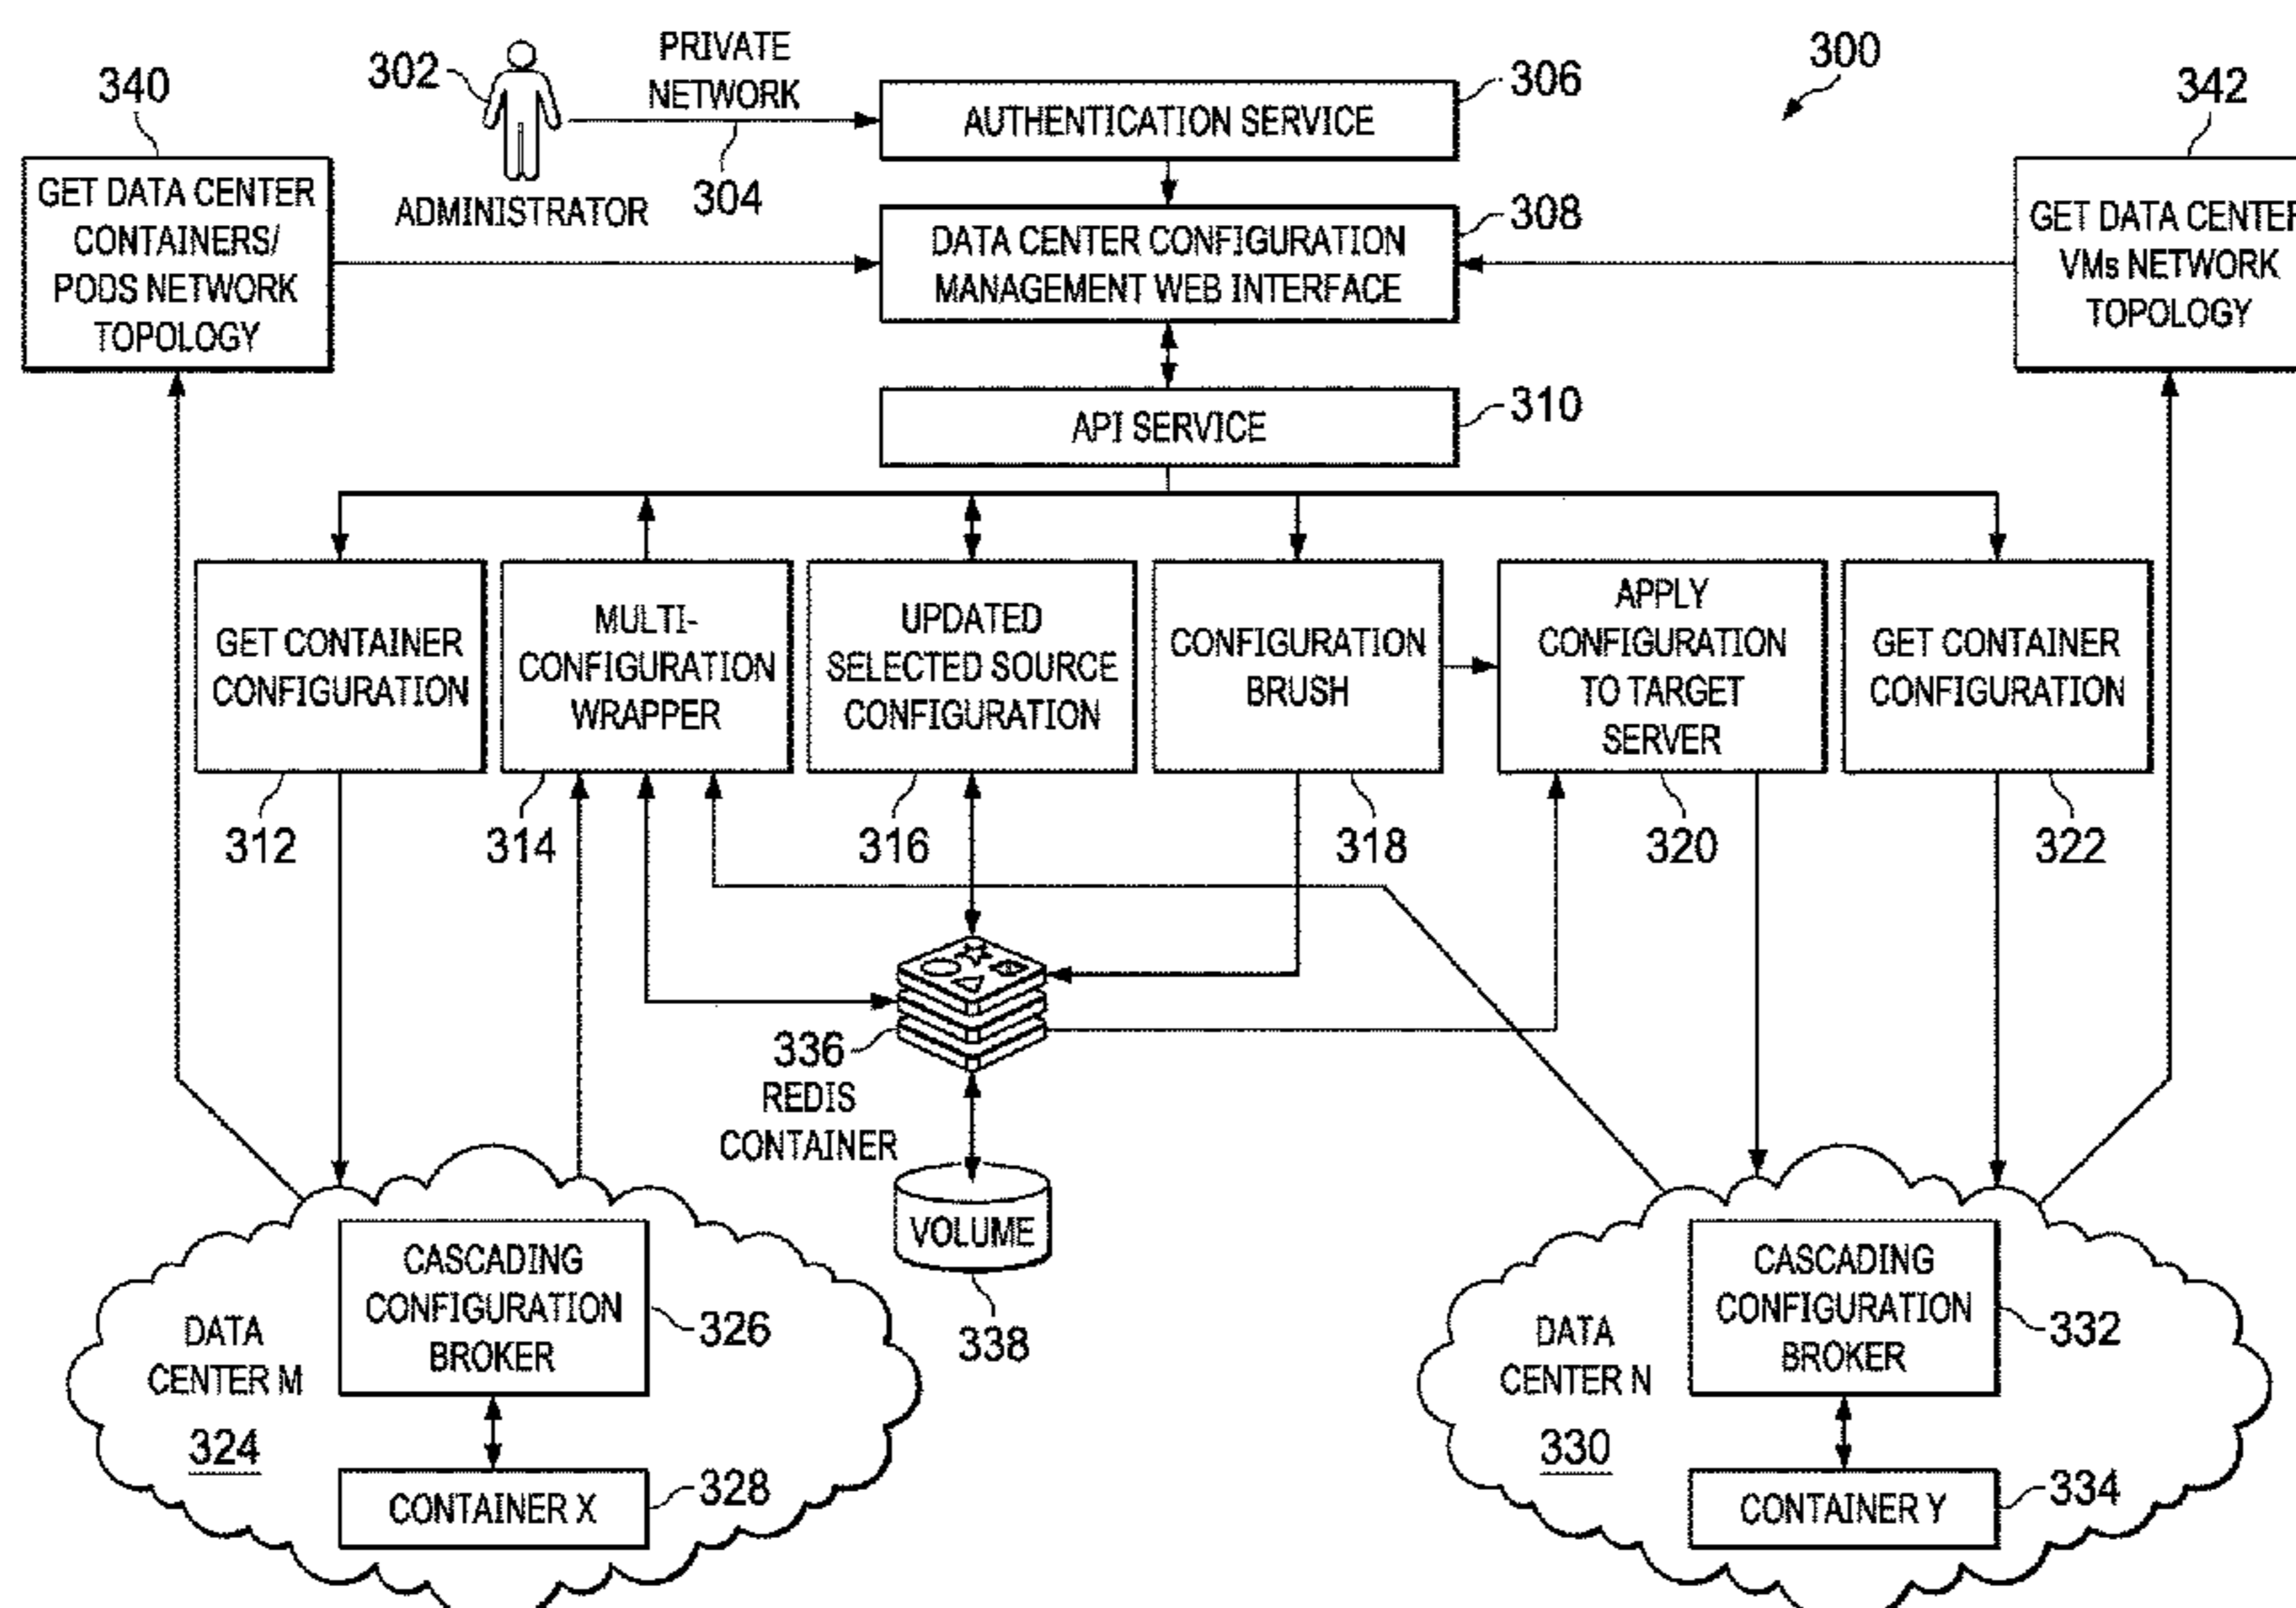 340
302
PRIVATE
NETWORK
304
ADMINISTRATOR
306
AUTHENTICATION SERVICE
300
342
GET DATA CENTER
CONTAINERS/
PODS NETWORK
TOPOLOGY
308
DATA CENTER CONFIGURATION
MANAGEMENT WEB INTERFACE
GET DATA CENTER
VMs NETWORK
TOPOLOGY
310
API SERVICE
GET CONTAINER
CONFIGURATION
312
MULTI-
CONFIGURATION
WRAPPER
314
UPDATED
SELECTED SOURCE
CONFIGURATION
316
CONFIGURATION
BRUSH
318
APPLY
CONFIGURATION
TO TARGET
SERVER
320
GET CONTAINER
CONFIGURATION
322
336
REDIS
CONTAINER
VOLUME
338
DATA
CENTER M
324
CASCADING
CONFIGURATION
BROKER
326
CONTAINER X
328
DATA
CENTER N
330
CASCADING
CONFIGURATION
BROKER
332
CONTAINER Y
334